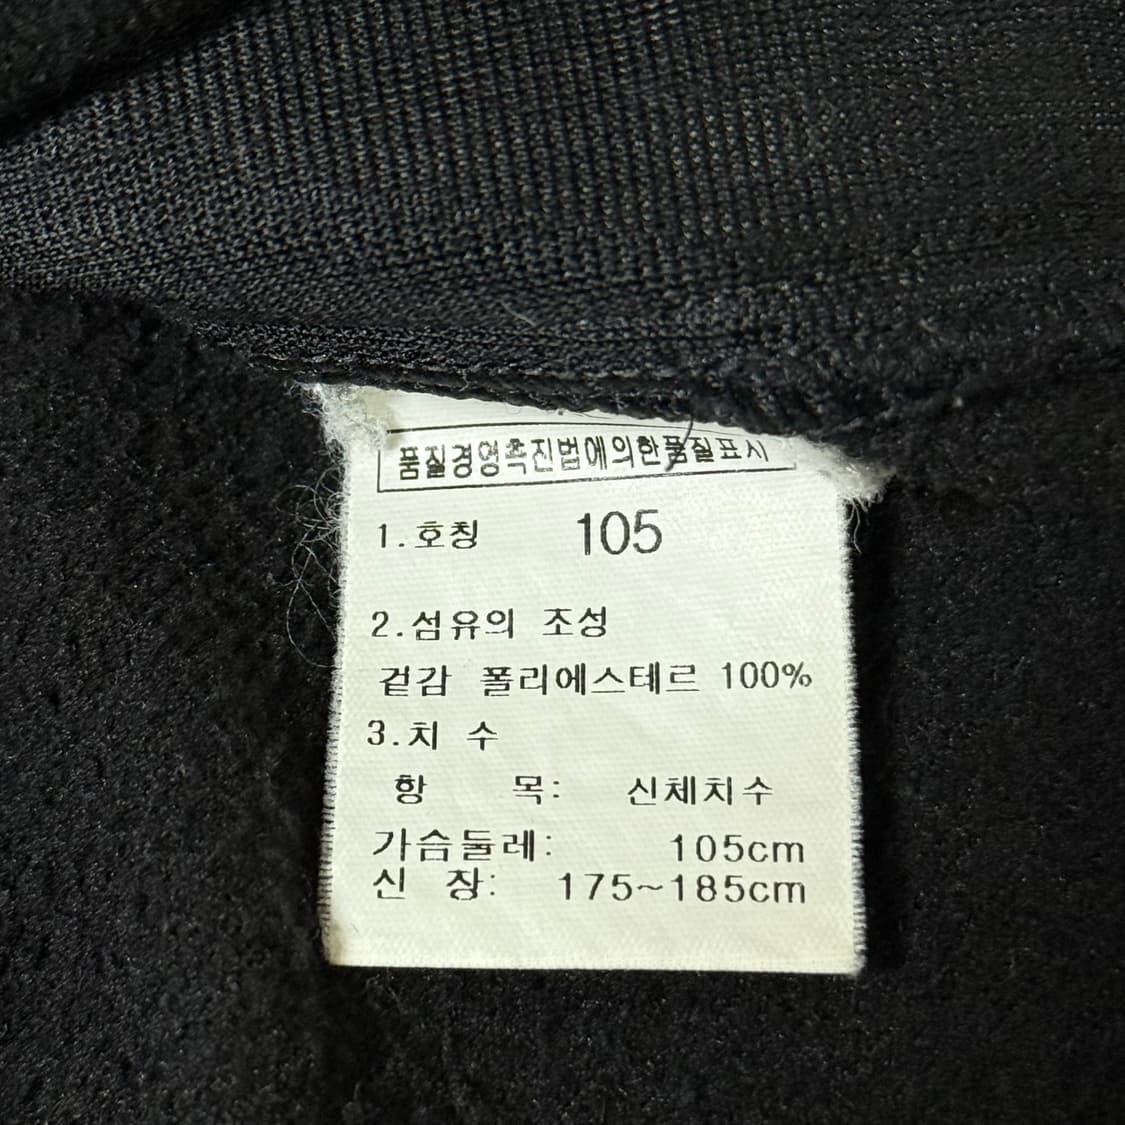 품질경영촉진법에의한품질표시
1.호칭 105
2.섬유의 조성
겉감 폴리에스테르 100%
3.치 수
항 목: 신체치수
가슴둘레: 105cm
신 장: 175~185cm